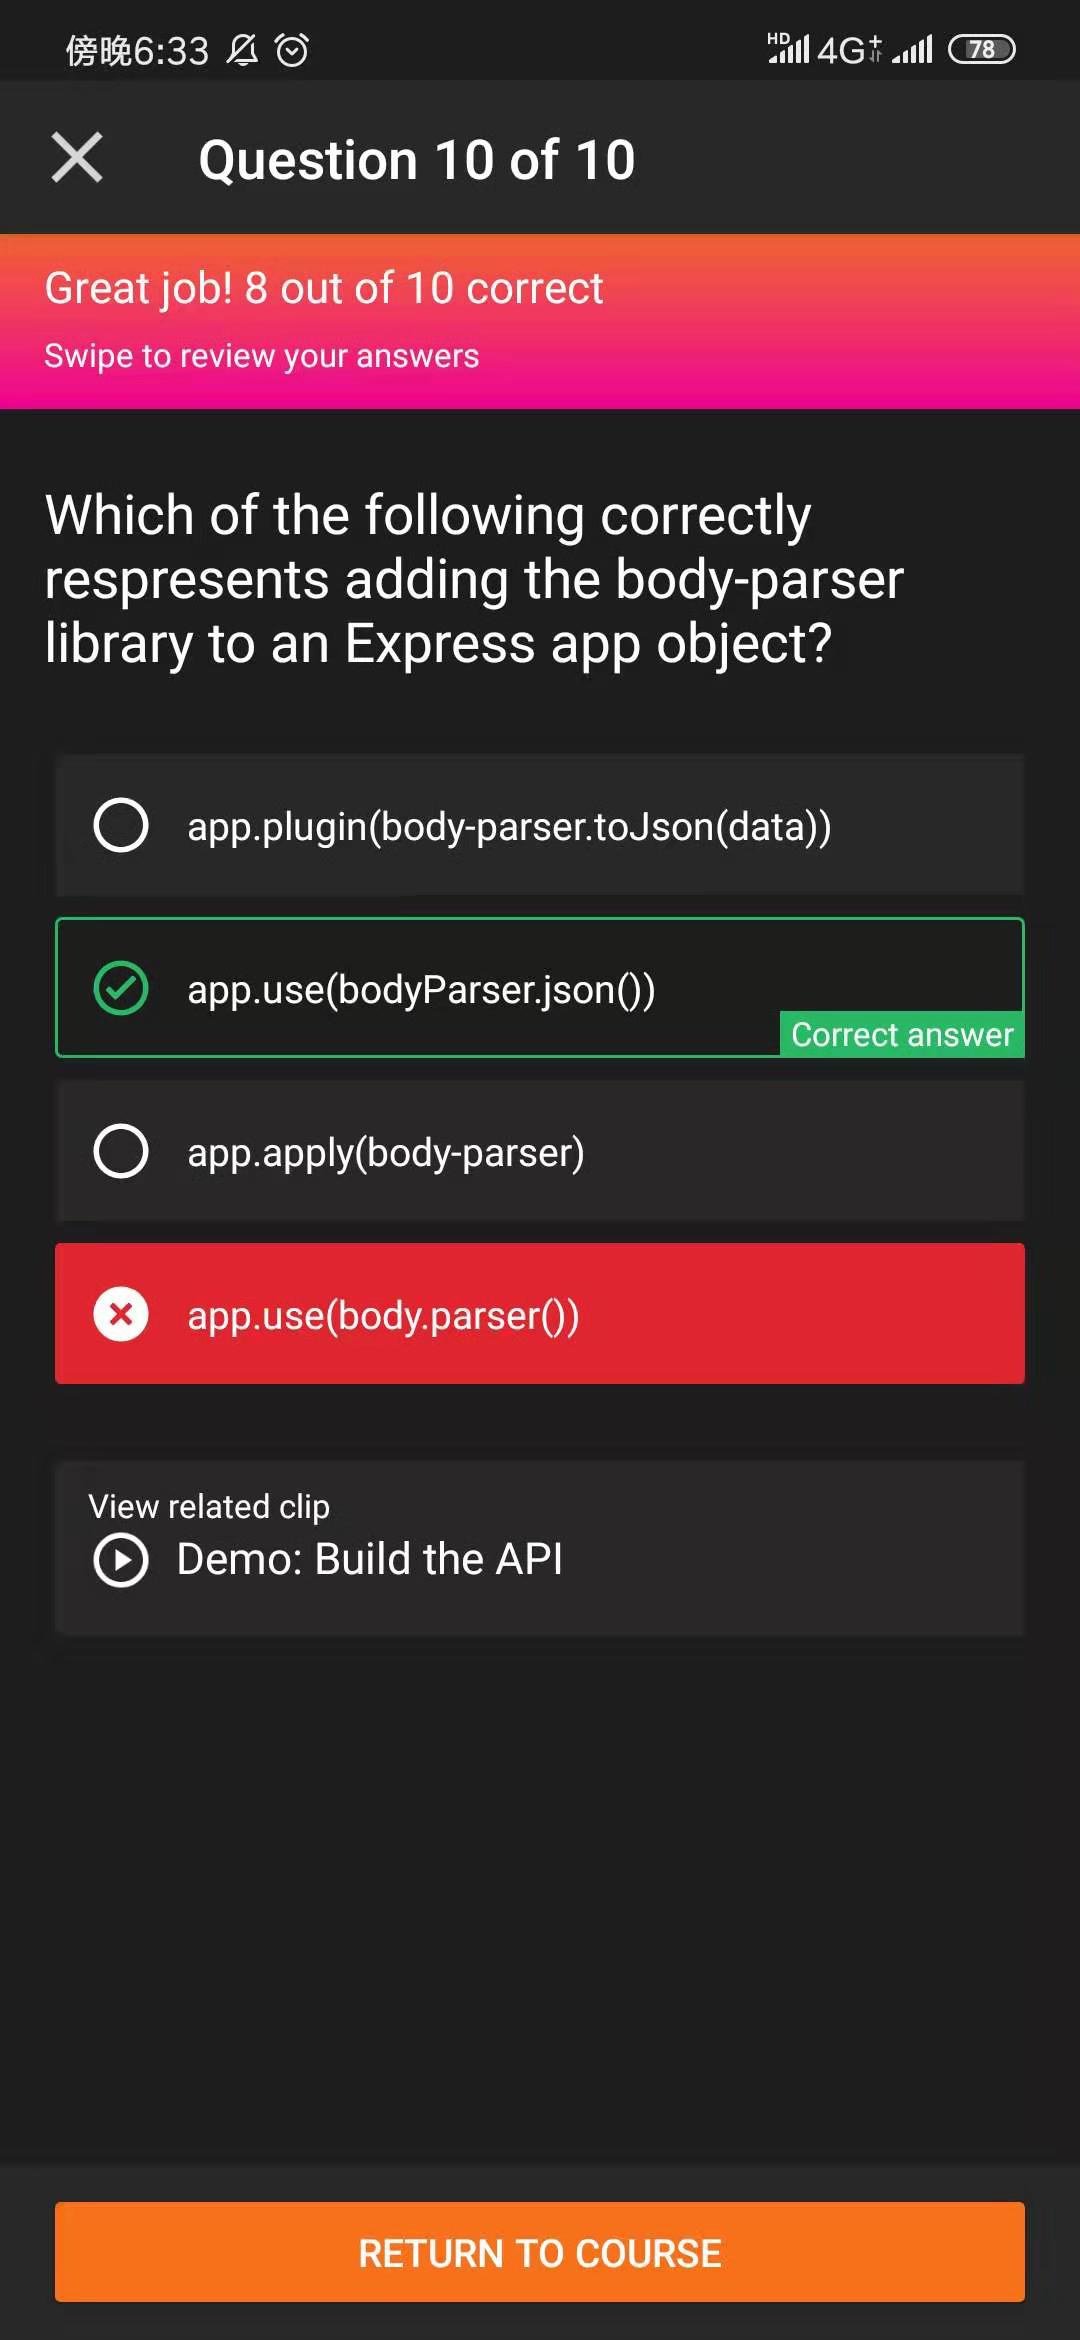 傍晚6:33 HD 4G+ 78
Question 10 of 10
Great job! 8 out of 10 correct
Swipe to review your answers
Which of the following correctly
respresents adding the body-parser
library to an Express app object?
app.plugin(body-parser.toJson(data))
app.use(bodyParser.json())
Correct answer
app.apply(body-parser)
app.use(body.parser())
View related clip
Demo: Build the API
RETURN TO COURSE